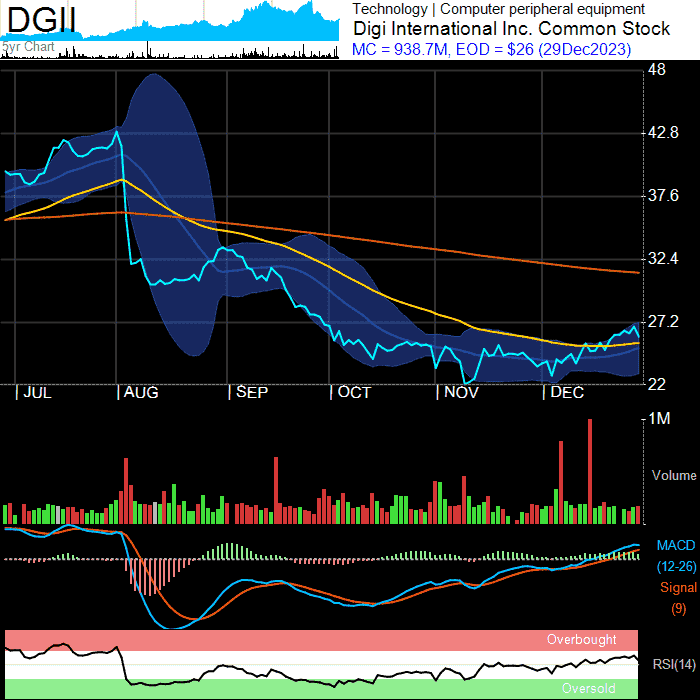 DGII
5yr Chart
Technology | Computer peripheral equipment
Digi International Inc. Common Stock
MC = 938.7M, EOD = $26 (29Dec2023)
48
42.8
37.6
32.4
27.2
22
JUL AUG SEP OCT NOV DEC
1M
Volume
MACD
(12-26)
Signal
(9)
Overbought
RSI(14)
Oversold